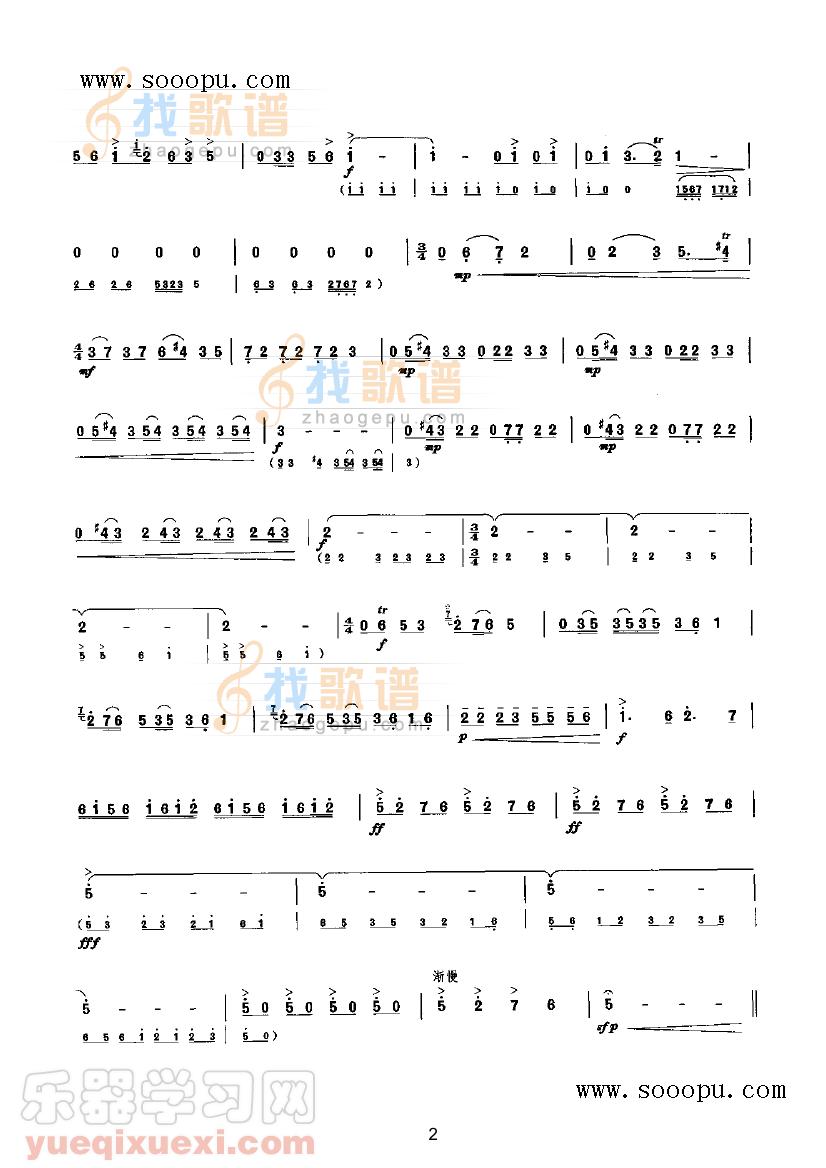 www.sooopu.com
找歌谱
zhaogepu.com
5 6 i 2 6 3 5 | 0 3 3 5 6 i - | i - 0 i 0 i | 0 i 3. 2 1 - |
f
tr
(i i i i | i i i i i 0 i 0 | i 0 0 1567 1712 |
0 0 0 0 | 0 0 0 0 | 3/4 0 6 7 2 | 0 2 3 5. #4 |
mp
tr
2 6 2 6 5323 5 | 6 3 6 3 2767 2)
4/4 3 7 3 7 6 #4 3 5 | 7 2 7 2 7 2 3 | 0 5 #4 3 3 0 2 2 3 3 | 0 5 #4 3 3 0 2 2 3 3 |
mf mp mp
找歌谱
zhaogepu.com
0 5 #4 3 5 4 3 5 4 3 5 4 | 3 - - - | 0 #4 3 2 2 0 7 7 2 2 | 0 #4 3 2 2 0 7 7 2 2 |
f mp mp
(3 3 #4 3 5 4 3 5 4 | 3)
0 #4 3 2 4 3 2 4 3 2 4 3 | 2 - - - | 3/4 2 - - | 2 - - |
f
(2 2 3 2 3 2 3 | 3/4 2 2 3 5 | 2 2 3 5
2 - - | 2 - - | 4/4 0 6 5 3 2 7 6 5 | 0 3 5 3 5 3 5 3 6 1 |
tr
f
5 5 6 i | 5 5 6 i )
找歌谱
zhaogepu.com
2 7 6 5 3 5 3 6 1 | 2 7 6 5 3 5 3 6 1 6 | 2 2 2 3 5 5 5 6 | i. 6 2. 7 |
p f
6 i 5 6 i 6 i 2 6 i 5 6 i 6 i 2 | 5 2 7 6 5 2 7 6 | 5 2 7 6 5 2 7 6 |
ff ff
5 - - - | 5 - - - | 5 - - - |
(5 3 2 3 2 i 6 i | 6 5 3 5 3 2 1 6 | 5 6 1 2 3 2 3 5 |
fff
渐慢
5 - - - | 5 0 5 0 5 0 5 0 | 5 2 7 6 | 5 - - - ‖
sfp
6 5 6 i 2 i 2 3 | 5 0)
乐器学习网
yueqixuexi.com
www.sooopu.com
2